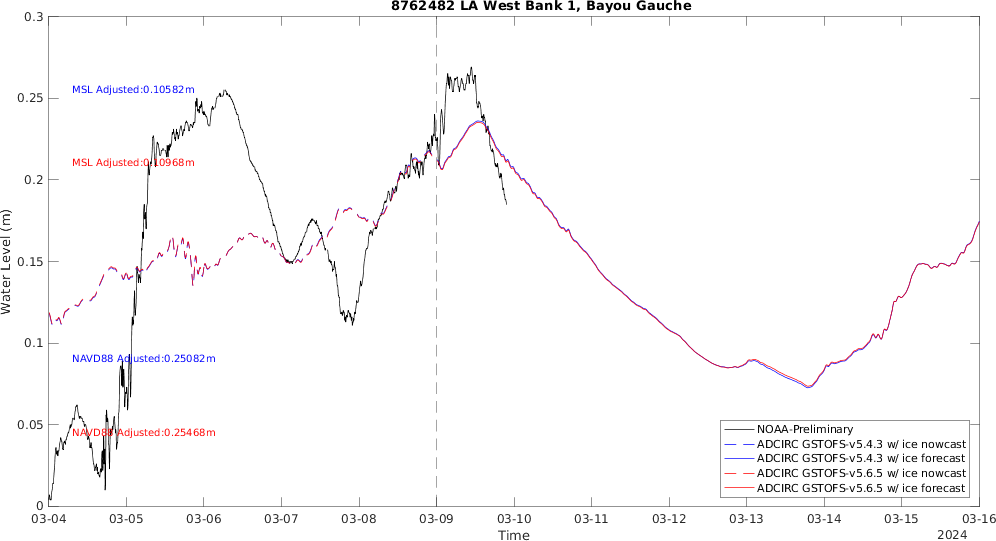 8762482 LA West Bank 1, Bayou Gauche
0.3
0.25
0.2
0.15
0.1
0.05
0
Water Level (m)
MSL Adjusted:0.10582m
MSL Adjusted:0.10968m
NAVD88 Adjusted:0.25082m
NAVD88 Adjusted:0.25468m
NOAA-Preliminary
ADCIRC GSTOFS-v5.4.3 w/ ice nowcast
ADCIRC GSTOFS-v5.4.3 w/ ice forecast
ADCIRC GSTOFS-v5.6.5 w/ ice nowcast
ADCIRC GSTOFS-v5.6.5 w/ ice forecast
03-04 03-05 03-06 03-07 03-08 03-09 03-10 03-11 03-12 03-13 03-14 03-15 03-16
Time
2024